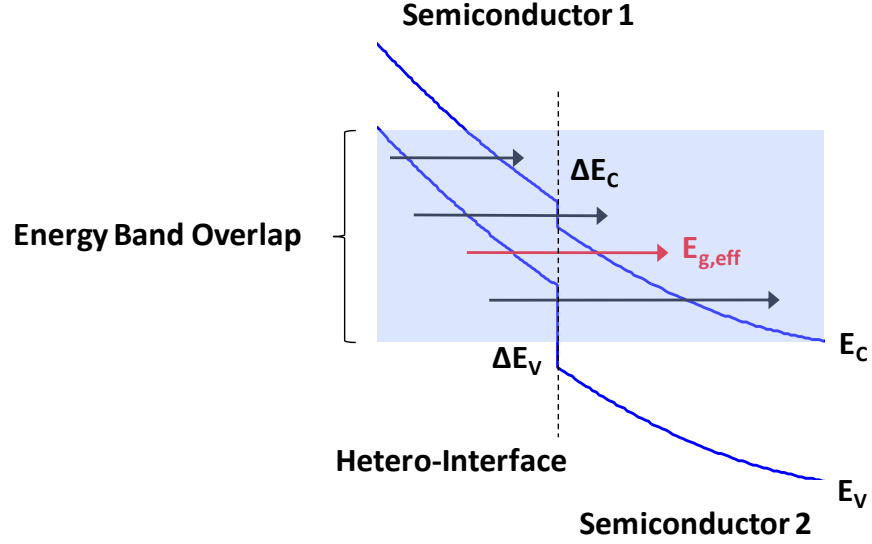 Semiconductor 1
ΔE_C
Energy Band Overlap
E_g,eff
ΔE_V
E_C
Hetero-Interface
E_V
Semiconductor 2